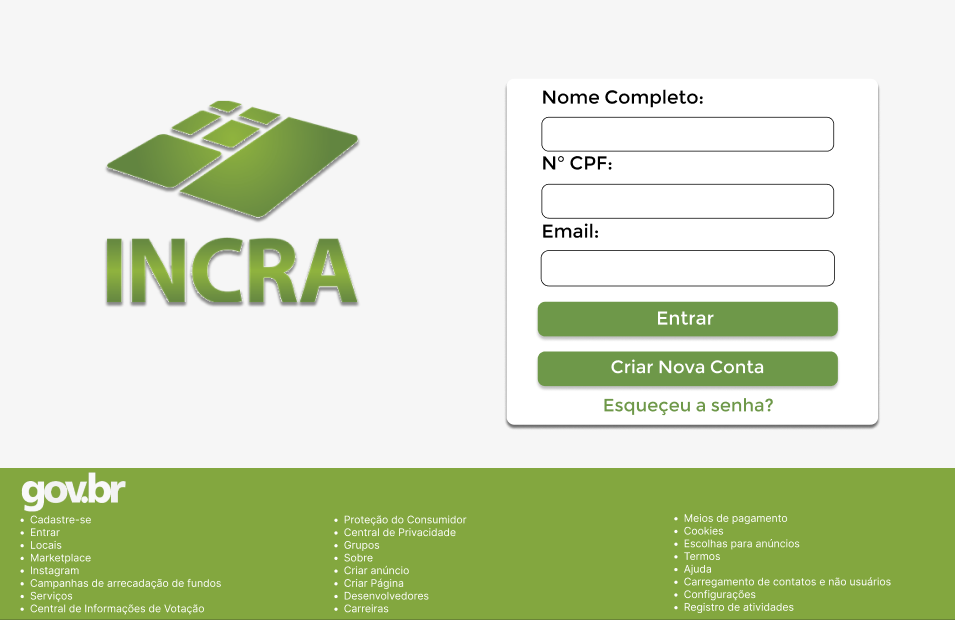 INCRA
Nome Completo:
N° CPF:
Email:
Entrar
Criar Nova Conta
Esqueçeu a senha?
gov.br
Cadastre-se
Entrar
Locais
Marketplace
Instagram
Campanhas de arrecadação de fundos
Serviços
Central de Informações de Votação
Proteção do Consumidor
Central de Privacidade
Grupos
Sobre
Criar anúncio
Criar Página
Desenvolvedores
Carreiras
Meios de pagamento
Cookies
Escolhas para anúncios
Termos
Ajuda
Carregamento de contatos e não usuários
Configurações
Registro de atividades